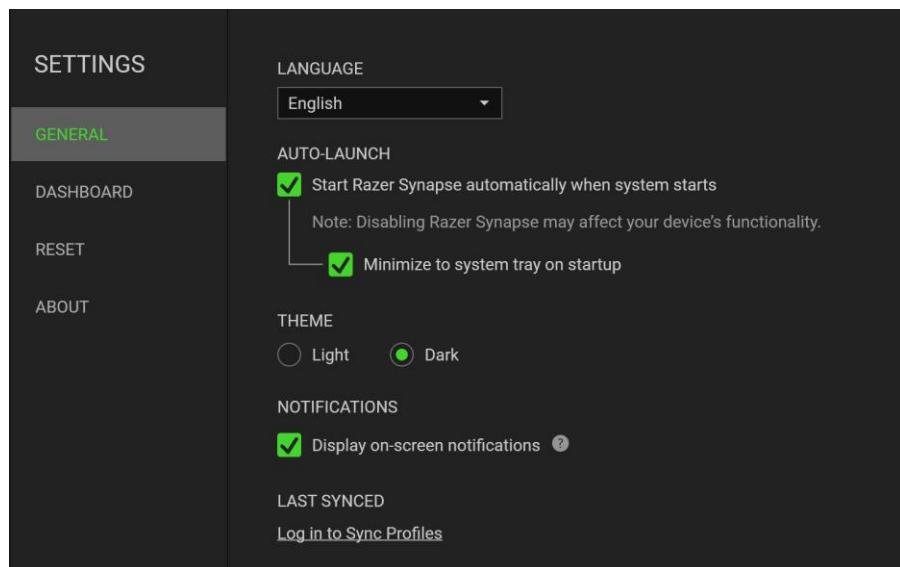 SETTINGS
GENERAL
DASHBOARD
RESET
ABOUT
LANGUAGE
English
AUTO-LAUNCH
Start Razer Synapse automatically when system starts
Note: Disabling Razer Synapse may affect your device's functionality.
Minimize to system tray on startup
THEME
Light
Dark
NOTIFICATIONS
Display on-screen notifications ?
LAST SYNCED
Log in to Sync Profiles